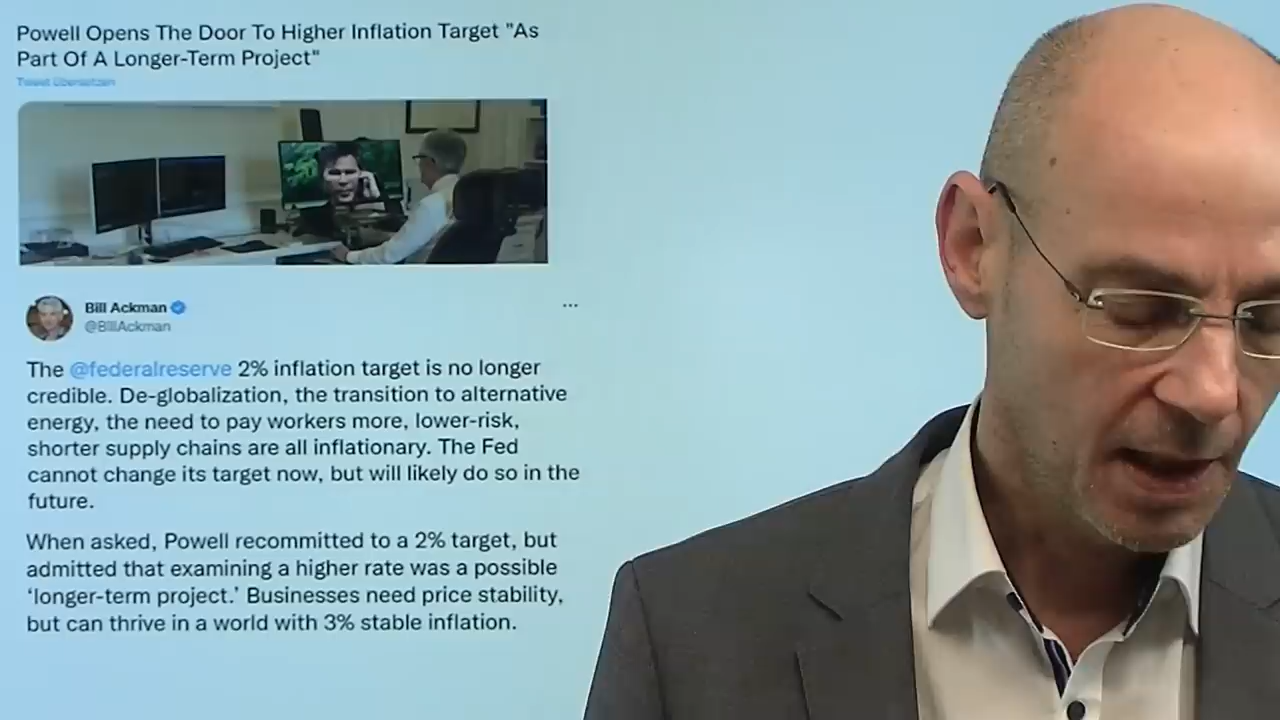 Powell Opens The Door To Higher Inflation Target "As
Part Of A Longer-Term Project"
Tweet übersetzen
Bill Ackman
@BillAckman
The @federalreserve 2% inflation target is no longer
credible. De-globalization, the transition to alternative
energy, the need to pay workers more, lower-risk,
shorter supply chains are all inflationary. The Fed
cannot change its target now, but will likely do so in the
future.
When asked, Powell recommitted to a 2% target, but
admitted that examining a higher rate was a possible
‘longer-term project.’ Businesses need price stability,
but can thrive in a world with 3% stable inflation.